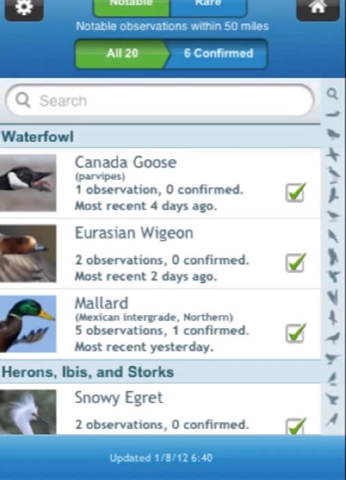 Notable Rare
Notable observations within 50 miles
All 20 6 Confirmed
Search
Waterfowl
Canada Goose
(parvipes)
1 observation, 0 confirmed.
Most recent 4 days ago.
Eurasian Wigeon
2 observations, 0 confirmed.
Most recent 2 days ago.
Mallard
(Mexican intergrade, Northern)
5 observations, 1 confirmed.
Most recent yesterday.
Herons, Ibis, and Storks
Snowy Egret
2 observations, 0 confirmed.
Updated 1/8/12 6:40